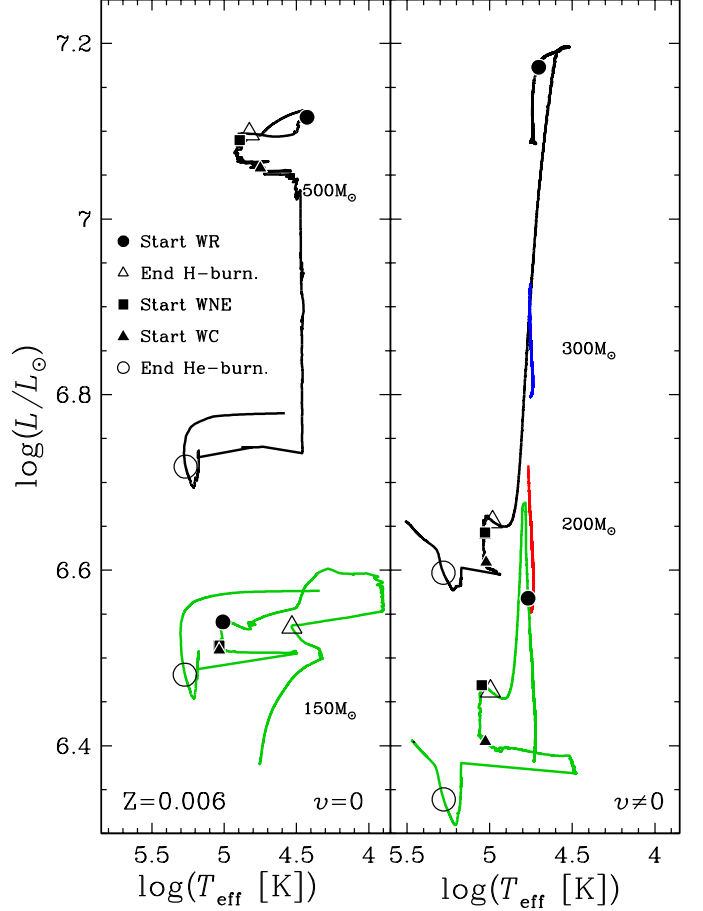 7.2
7
6.8
6.6
6.4
log(L/L⊙)
500M⊙
Start WR
End H-burn.
Start WNE
Start WC
End He-burn.
150M⊙
Z=0.006
v=0
300M⊙
200M⊙
v≠0
5.5 5 4.5 4 5.5 5 4.5 4
log(Teff [K]) log(Teff [K])